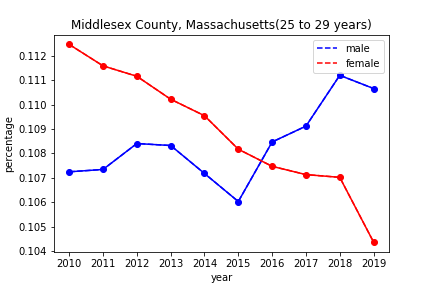 Middlesex County, Massachusetts(25 to 29 years)
male
female
percentage
0.112
0.111
0.110
0.109
0.108
0.107
0.106
0.105
0.104
2010 2011 2012 2013 2014 2015 2016 2017 2018 2019
year